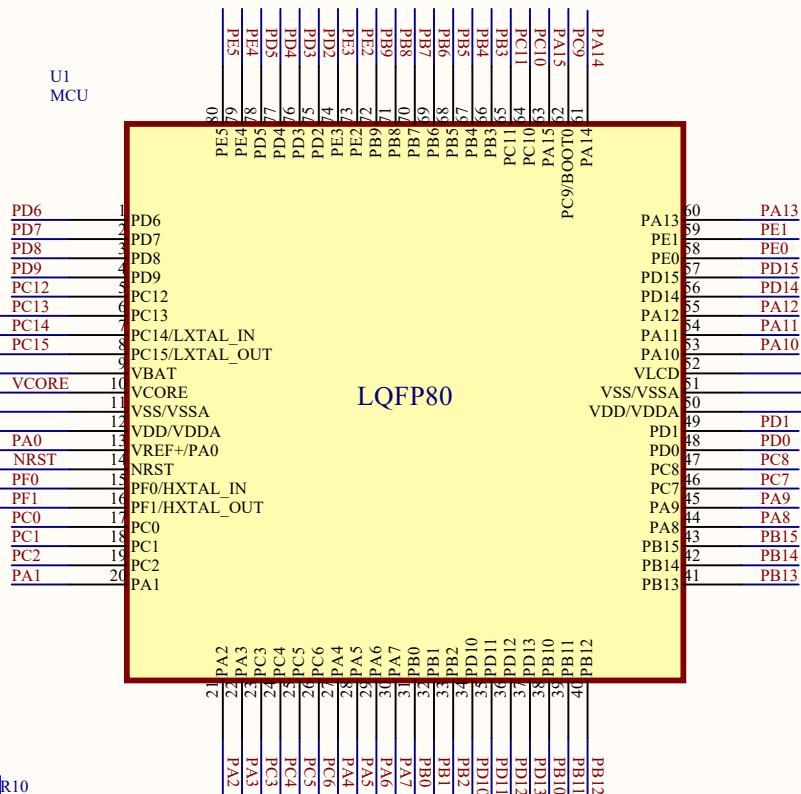 PE5 PE4 PD5 PD4 PD3 PD2 PE3 PE2 PB9 PB8 PB7 PB6 PB5 PB4 PB3 PC11 PC10 PA15 PC9 PA14
U1
MCU
80 79 78 77 76 75 74 73 72 71 70 69 68 67 66 65 64 63 62 61
PE5 PE4 PD5 PD4 PD3 PD2 PE3 PE2 PB9 PB8 PB7 PB6 PB5 PB4 PB3 PC11 PC10 PA15 PC9/BOOT0 PA14
PD6 1 PD6
PD7 2 PD7
PD8 3 PD8
PD9 4 PD9
PC12 5 PC12
PC13 6 PC13
PC14 7 PC14/LXTAL_IN
PC15 8 PC15/LXTAL_OUT
9 VBAT
VCORE 10 VCORE
11 VSS/VSSA
12 VDD/VDDA
PA0 13 VREF+/PA0
NRST 14 NRST
PF0 15 PF0/HXTAL_IN
PF1 16 PF1/HXTAL_OUT
PC0 17 PC0
PC1 18 PC1
PC2 19 PC2
PA1 20 PA1
LQFP80
PA13 60 PA13
PE1 59 PE1
PE0 58 PE0
PD15 57 PD15
PD14 56 PD14
PA12 55 PA12
PA11 54 PA11
PA10 53 PA10
VLCD 52
VSS/VSSA 51
VDD/VDDA 50
PD1 49 PD1
PD0 48 PD0
PC8 47 PC8
PC7 46 PC7
PA9 45 PA9
PA8 44 PA8
PB15 43 PB15
PB14 42 PB14
PB13 41 PB13
PA2 PA3 PC3 PC4 PC5 PC6 PA4 PA5 PA6 PA7 PB0 PB1 PB2 PD10 PD11 PD12 PD13 PB10 PB11 PB12
21 22 23 24 25 26 27 28 29 30 31 32 33 34 35 36 37 38 39 40
PA2 PA3 PC3 PC4 PC5 PC6 PA4 PA5 PA6 PA7 PB0 PB1 PB2 PD10 PD11 PD12 PD13 PB10 PB11 PB12
R10